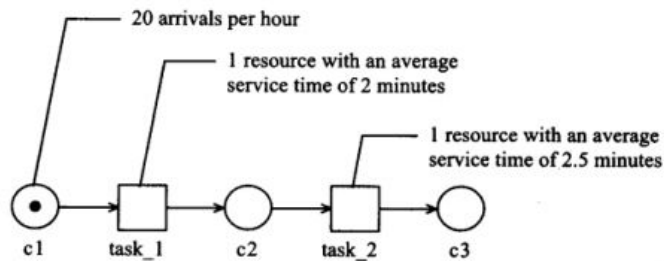 20 arrivals per hour
1 resource with an average
service time of 2 minutes
1 resource with an average
service time of 2.5 minutes
c1
task_1
c2
task_2
c3